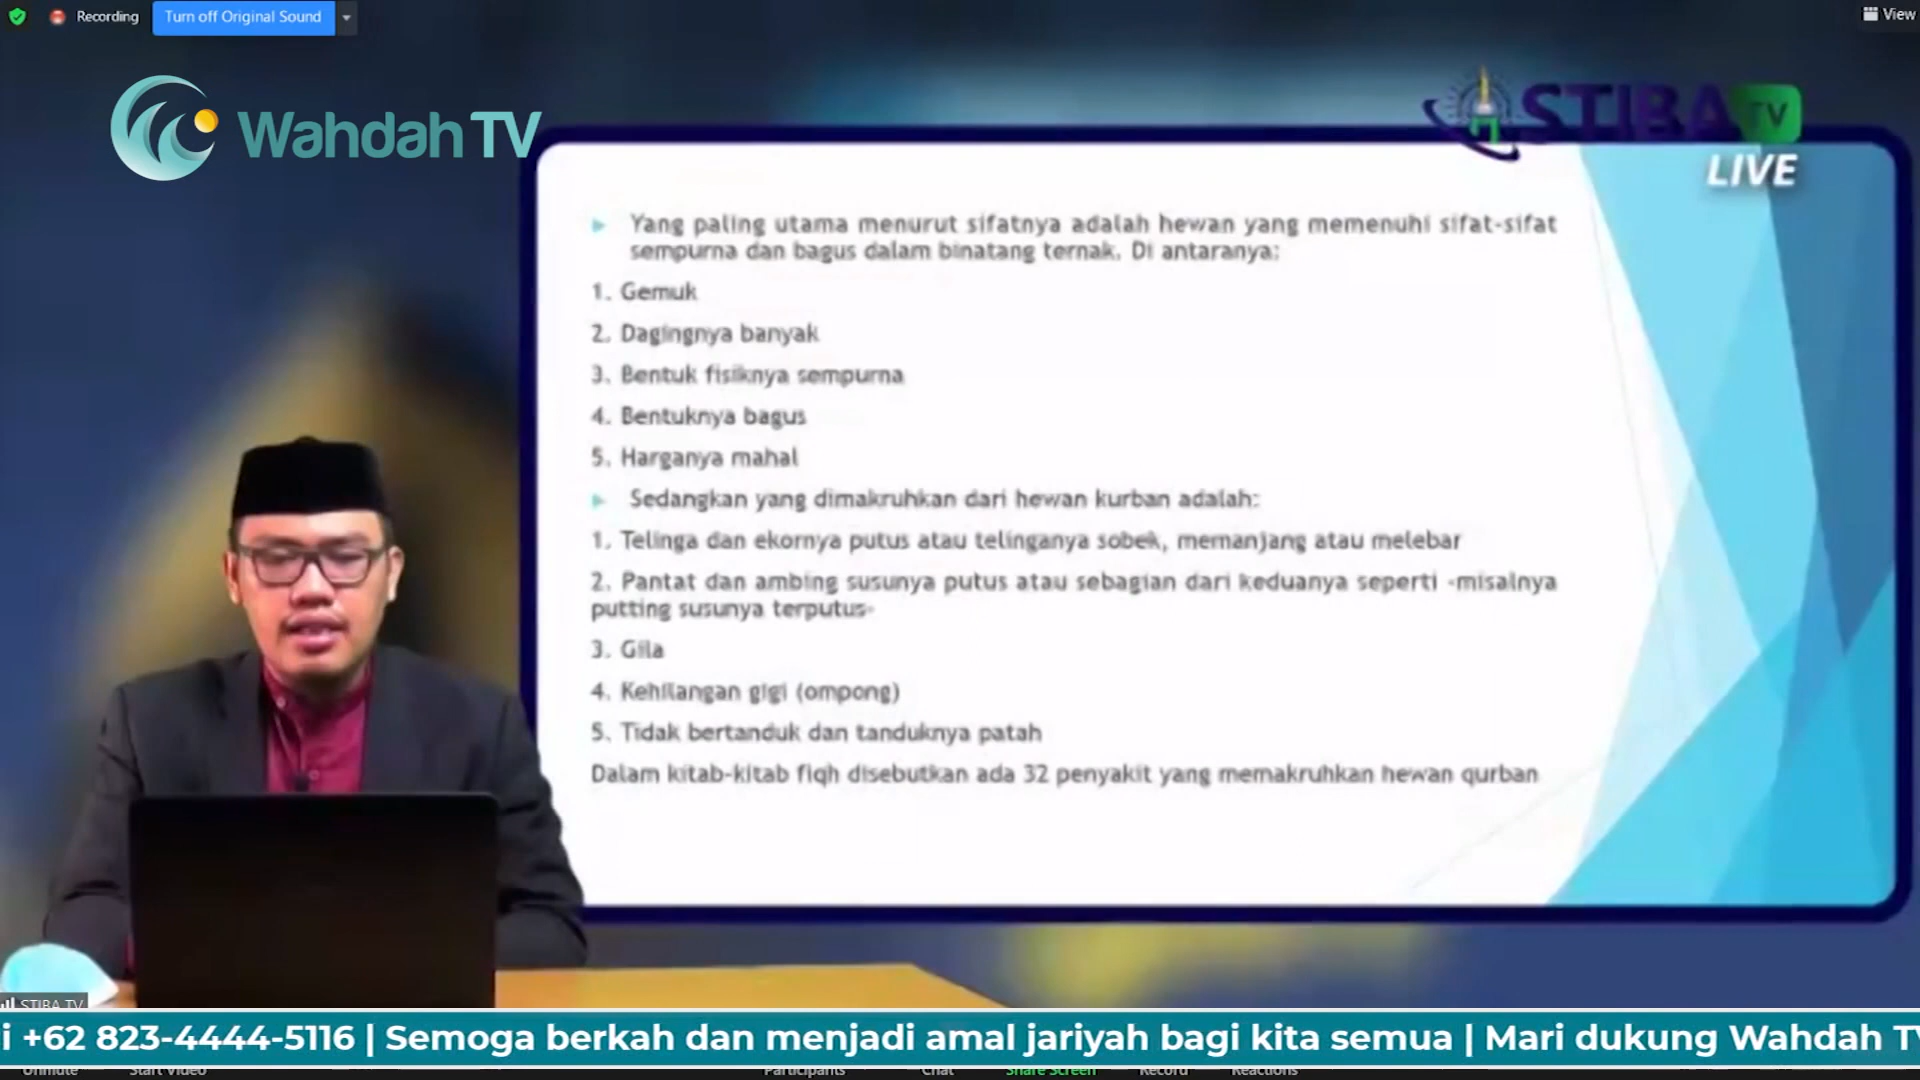 Recording
Turn off Original Sound
View
Wahdah TV
STIBA TV
LIVE
Yang paling utama menurut sifatnya adalah hewan yang memenuhi sifat-sifat
sempurna dan bagus dalam binatang ternak. Di antaranya:
1. Gemuk
2. Dagingnya banyak
3. Bentuk fisiknya sempurna
4. Bentuknya bagus
5. Harganya mahal
Sedangkan yang dimakruhkan dari hewan kurban adalah:
1. Telinga dan ekornya putus atau telinganya sobek, memanjang atau melebar
2. Pantat dan ambing susunya putus atau sebagian dari keduanya seperti -misalnya
putting susunya terputus-
3. Gila
4. Kehilangan gigi (ompong)
5. Tidak bertanduk dan tanduknya patah
Dalam kitab-kitab fiqh disebutkan ada 32 penyakit yang memakruhkan hewan qurban
STIBA TV
i +62 823-4444-5116 | Semoga berkah dan menjadi amal jariyah bagi kita semua | Mari dukung Wahdah TV
Unmute Start Video Participants Chat Share Screen Record Reactions